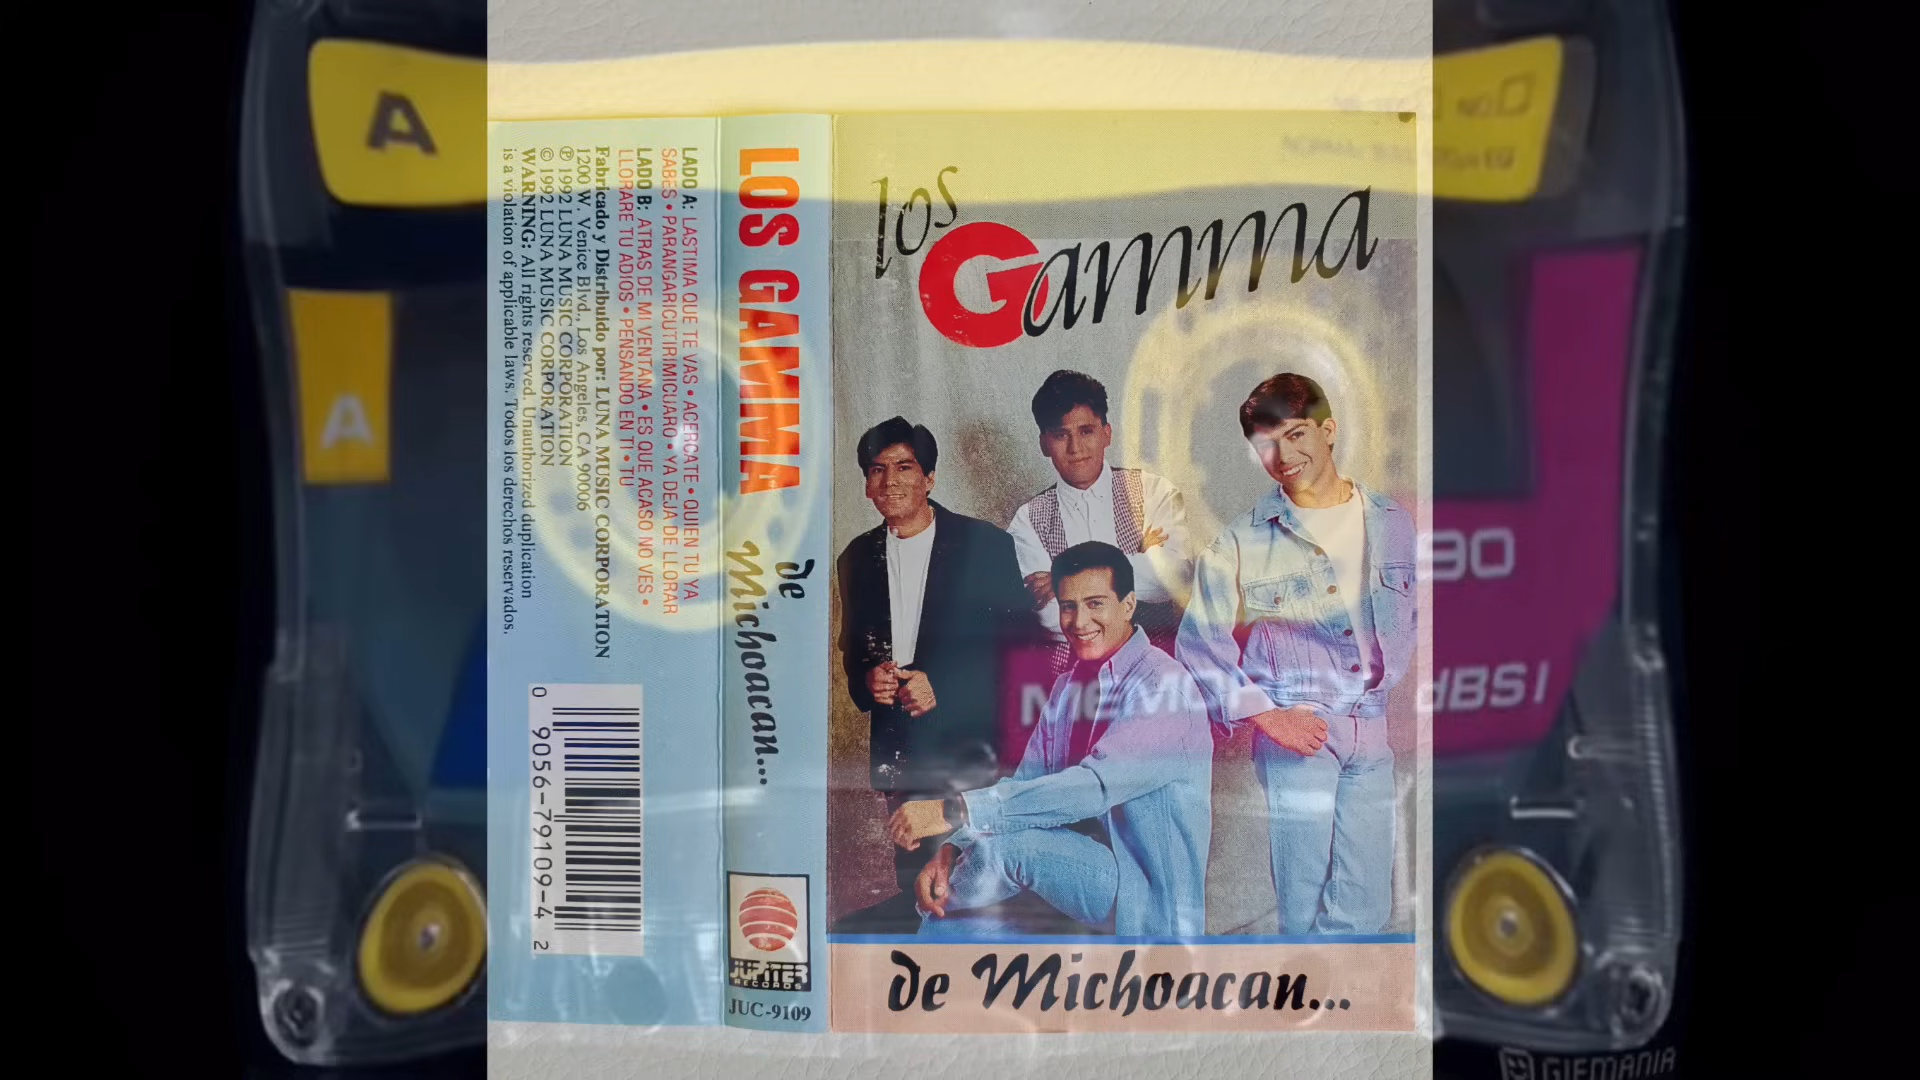 A
A
LADO A: LASTIMA QUE TE VAS • ACERCATE • QUIEN TU YA
SABES • PARANGARICUTIRIMICUARO • YA DEJA DE LLORAR
LADO B: ATRAS DE MI VENTANA • ES QUE ACASO NO VES •
LLORARE TU ADIOS • PENSANDO EN TI • TU
Fabricado y Distribuido por: LUNA MUSIC CORPORATION
1200 W. Venice Blvd., Los Angeles, CA 90006
℗ 1992 LUNA MUSIC CORPORATION
© 1992 LUNA MUSIC CORPORATION
WARNING: All rights reserved. Unauthorized duplication
is a violation of applicable laws. Todos los derechos reservados.
0 9056-79109-4 2
LOS GAMMA
de
Michoacan...
JUPITER
RECORDS
JUC-9109
los
Gamma
de Michoacan...
90
MEMOREX dBS I
GIFMANIA